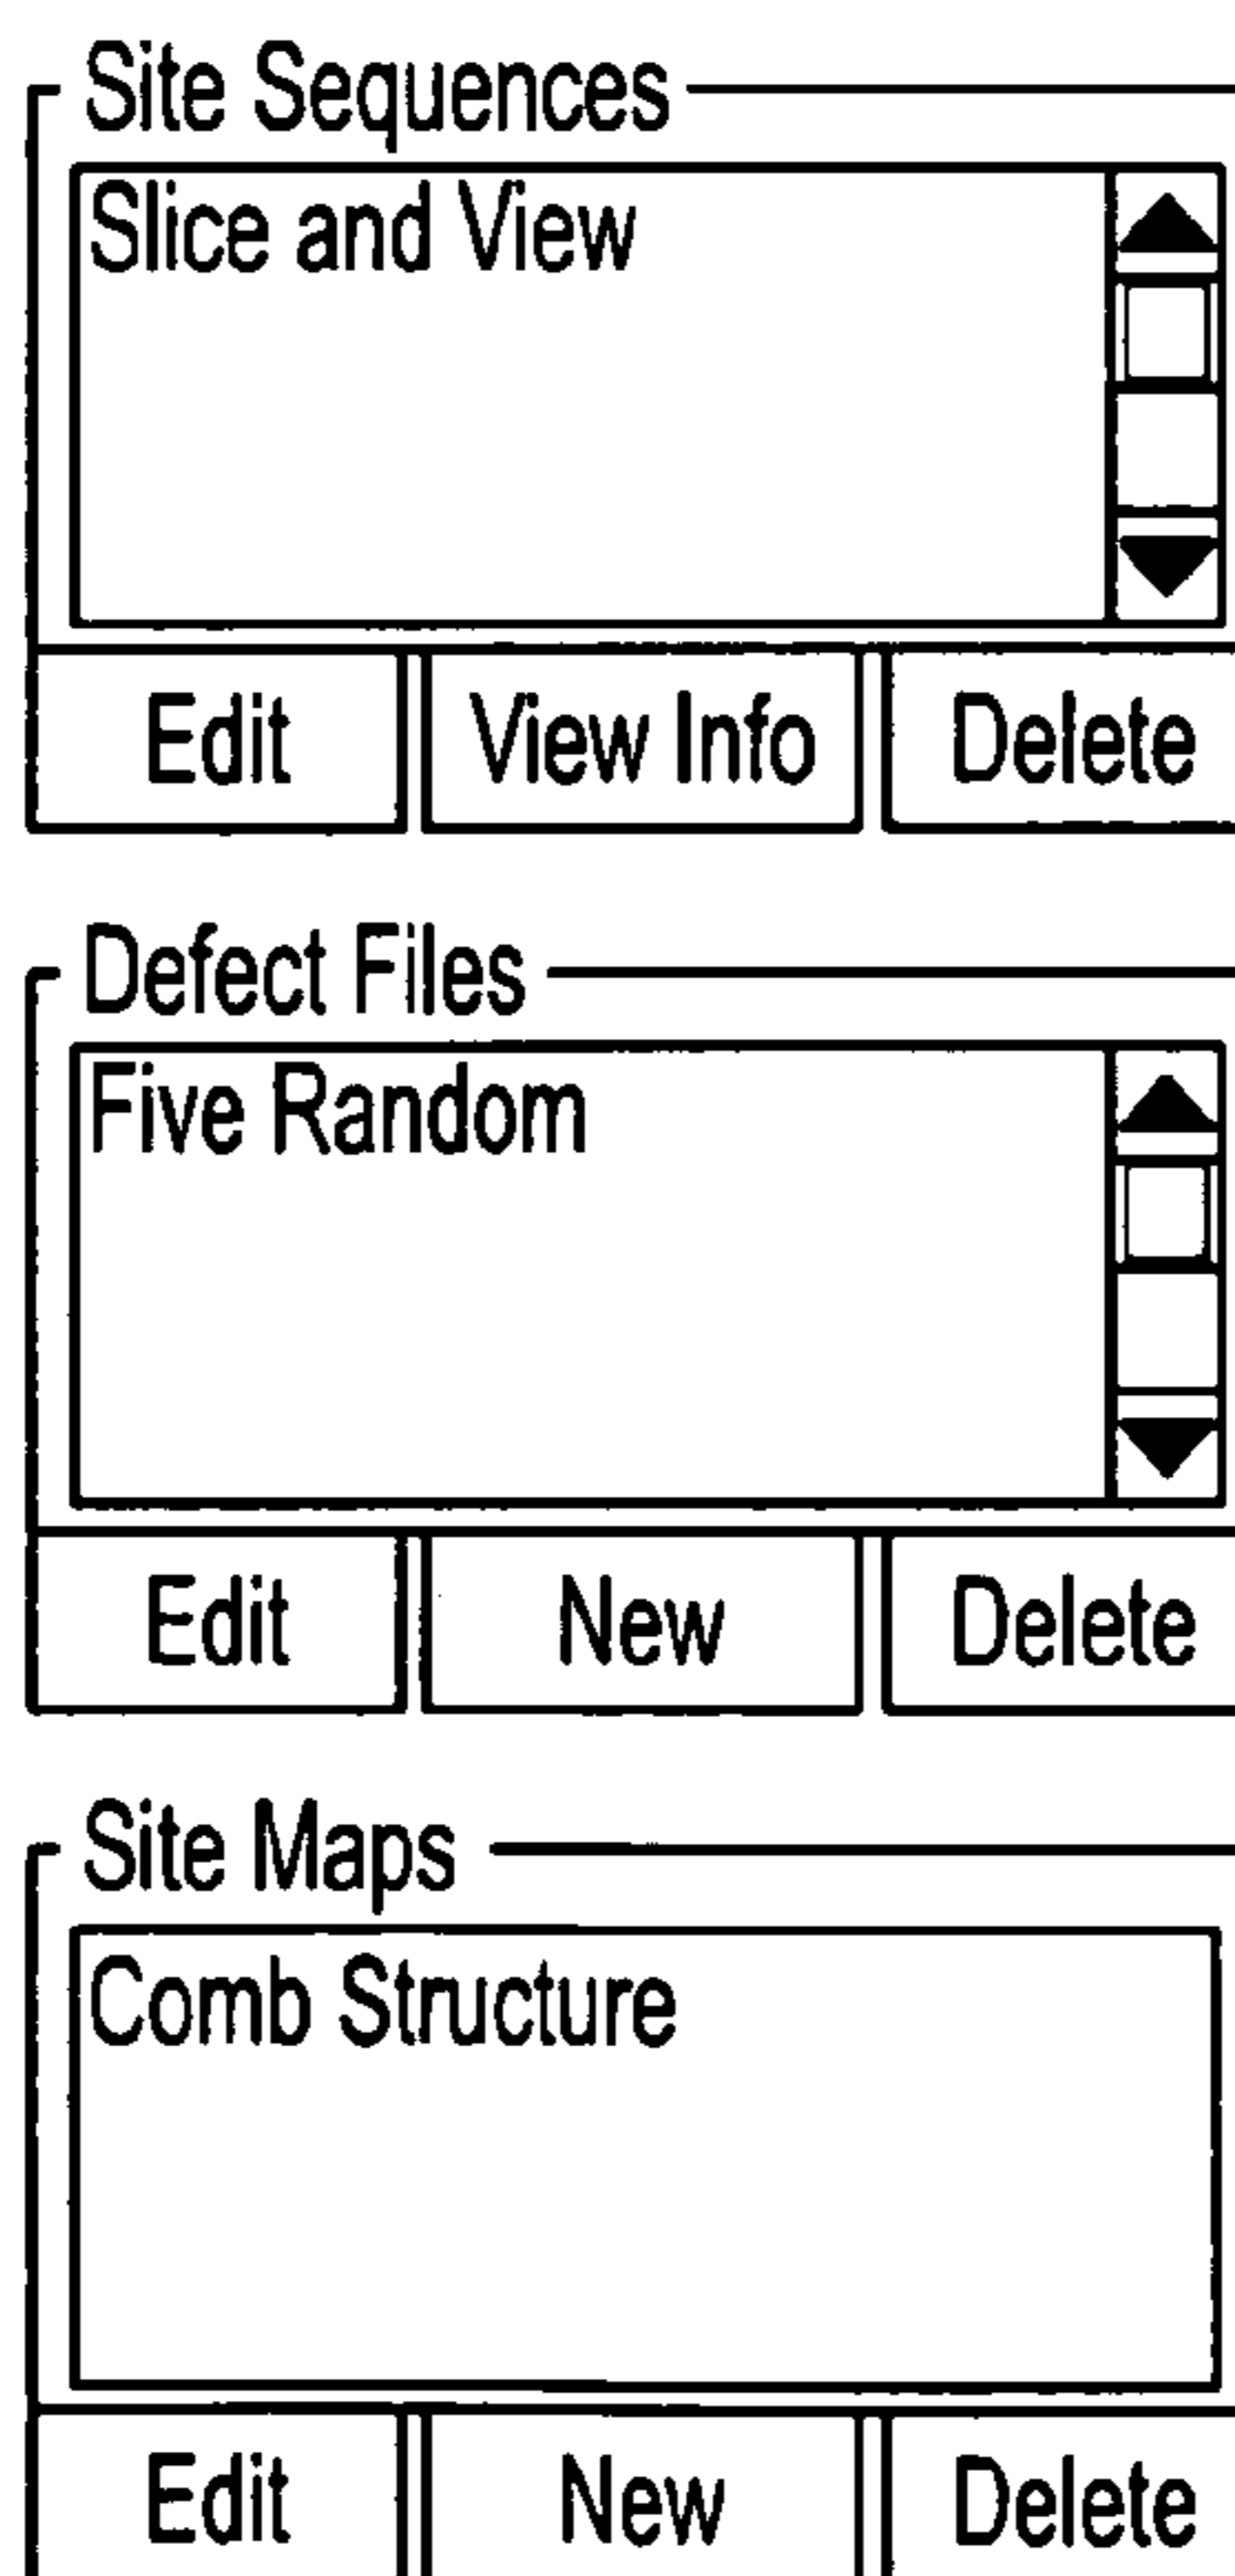 Site Sequences
Slice and View
Edit View Info Delete
Defect Files
Five Random
Edit New Delete
Site Maps
Comb Structure
Edit New Delete